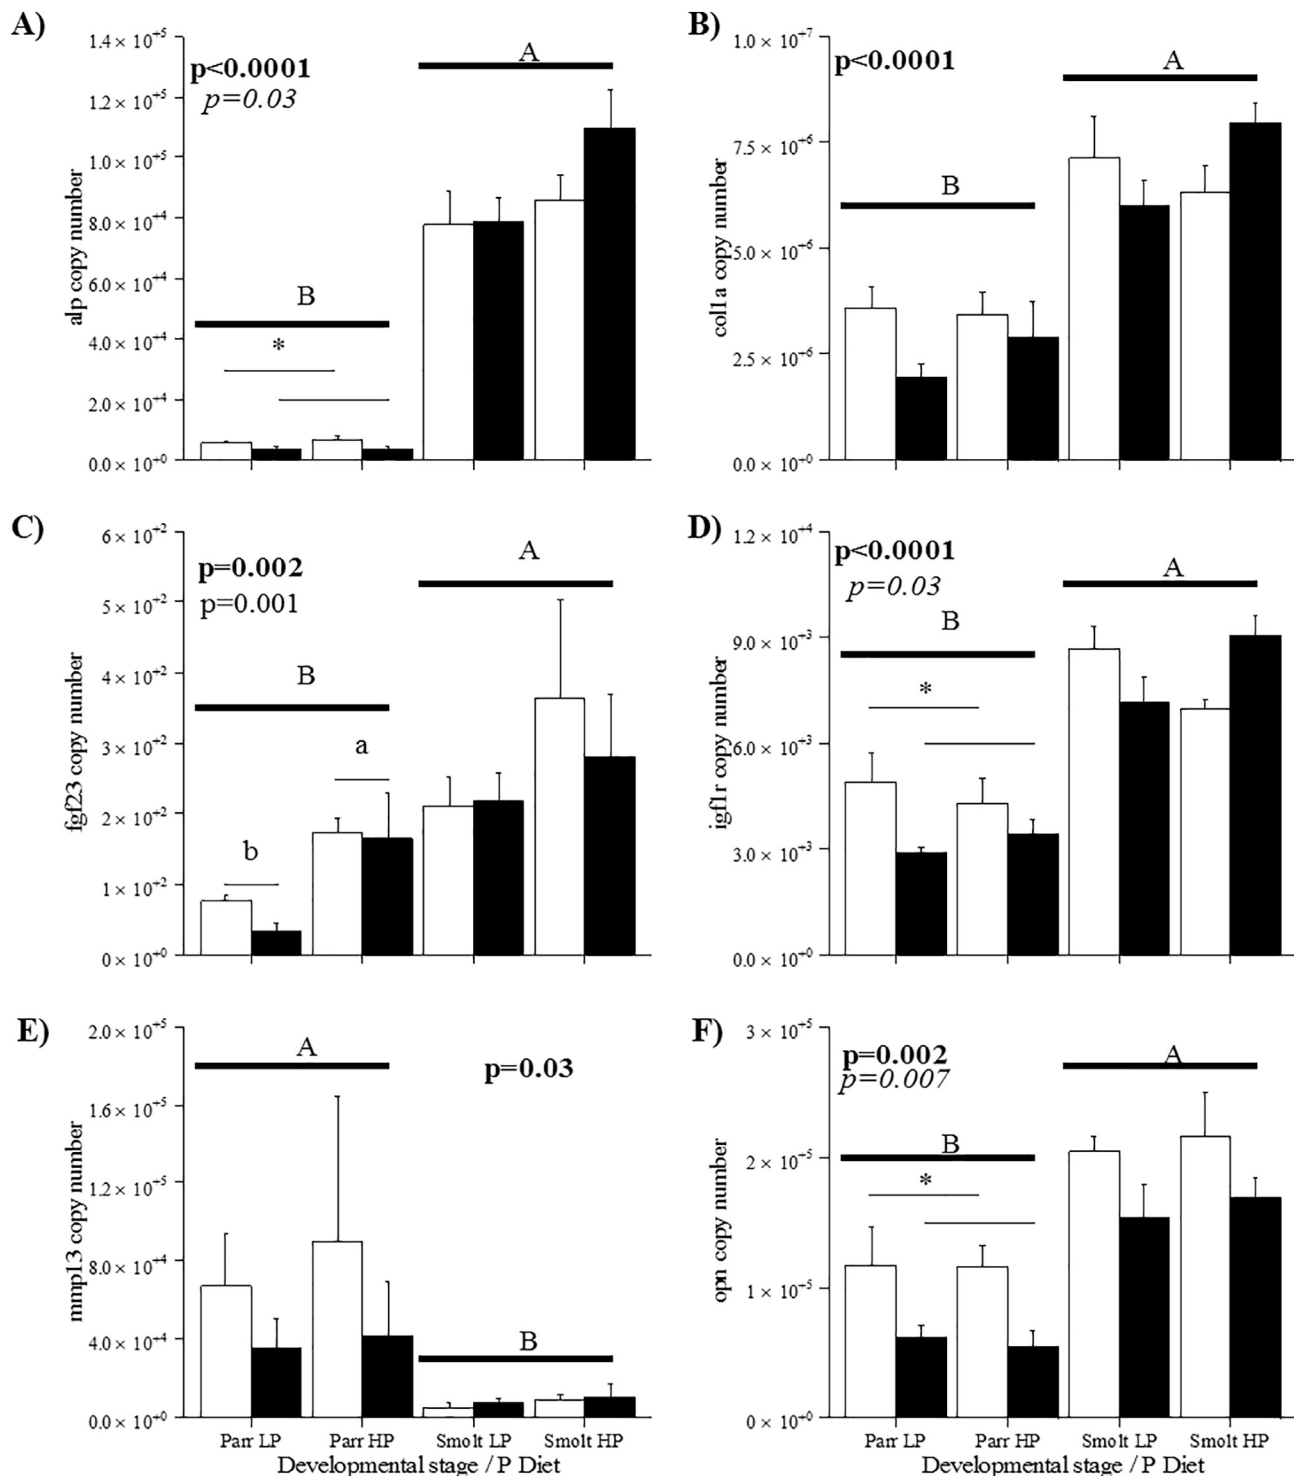 A)
1.4 × 10+5
1.2 × 10+5
1.0 × 10+5
8.0 × 10+4
6.0 × 10+4
4.0 × 10+4
2.0 × 10+4
0.0 × 10+0
alp copy number
p<0.0001
p=0.03
A
B
*
B)
1.0 × 10+7
7.5 × 10+6
5.0 × 10+6
2.5 × 10+6
0.0 × 10+0
col1a copy number
p<0.0001
A
B
C)
6 × 10+2
5 × 10+2
4 × 10+2
3 × 10+2
2 × 10+2
1 × 10+2
0 × 10+0
fgf23 copy number
p=0.002
p=0.001
A
B
a
b
D)
1.2 × 10+4
9.0 × 10+3
6.0 × 10+3
3.0 × 10+3
0.0 × 10+0
igf1r copy number
p<0.0001
p=0.03
A
B
*
E)
2.0 × 10+5
1.6 × 10+5
1.2 × 10+5
8.0 × 10+4
4.0 × 10+4
0.0 × 10+0
mmp13 copy number
A
p=0.03
B
Parr LP Parr HP Smolt LP Smolt HP
Developmental stage / P Diet
F)
3 × 10+5
2 × 10+5
1 × 10+5
0 × 10+0
opn copy number
p=0.002
p=0.007
A
B
*
Parr LP Parr HP Smolt LP Smolt HP
Developmental stage / P Diet